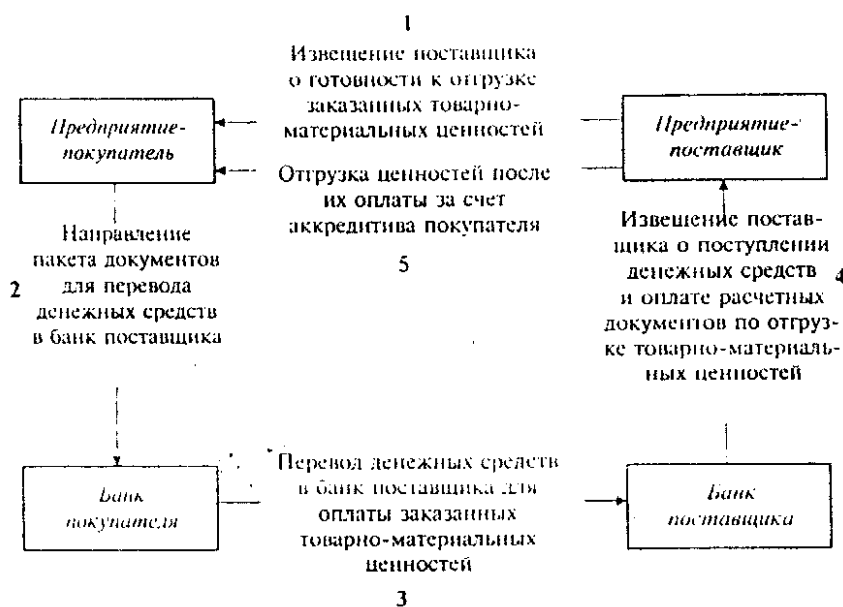 1
Извещение поставщика
о готовности к отгрузке
заказанных товарно-
материальных ценностей
Предприятие-
покупатель
Предприятие-
поставщик
Отгрузка ценностей после
их оплаты за счет
аккредитива покупателя
5
2
Направление
пакета документов
для перевода
денежных средств
в банк поставщика
Извещение постав-
щика о поступлении
денежных средств
и оплате расчетных
документов по отгруз-
ке товарно-материаль-
ных ценностей
4
Банк
покупателя
Перевод денежных средств
в банк поставщика для
оплаты заказанных
товарно-материальных
ценностей
Банк
поставщика
3